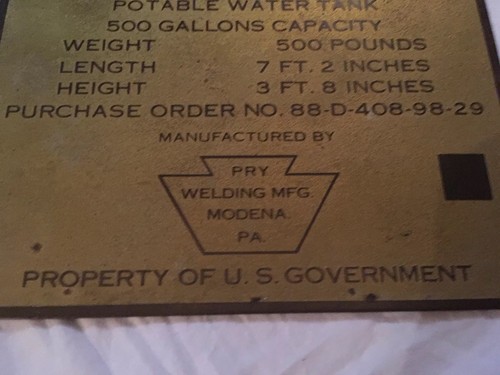 POTABLE WATER TANK
500 GALLONS CAPACITY
WEIGHT 500 POUNDS
LENGTH 7 FT. 2 INCHES
HEIGHT 3 FT. 8 INCHES
PURCHASE ORDER NO. 88-D-408-98-29
MANUFACTURED BY
PRY
WELDING MFG.
MODENA.
PA.
PROPERTY OF U. S. GOVERNMENT